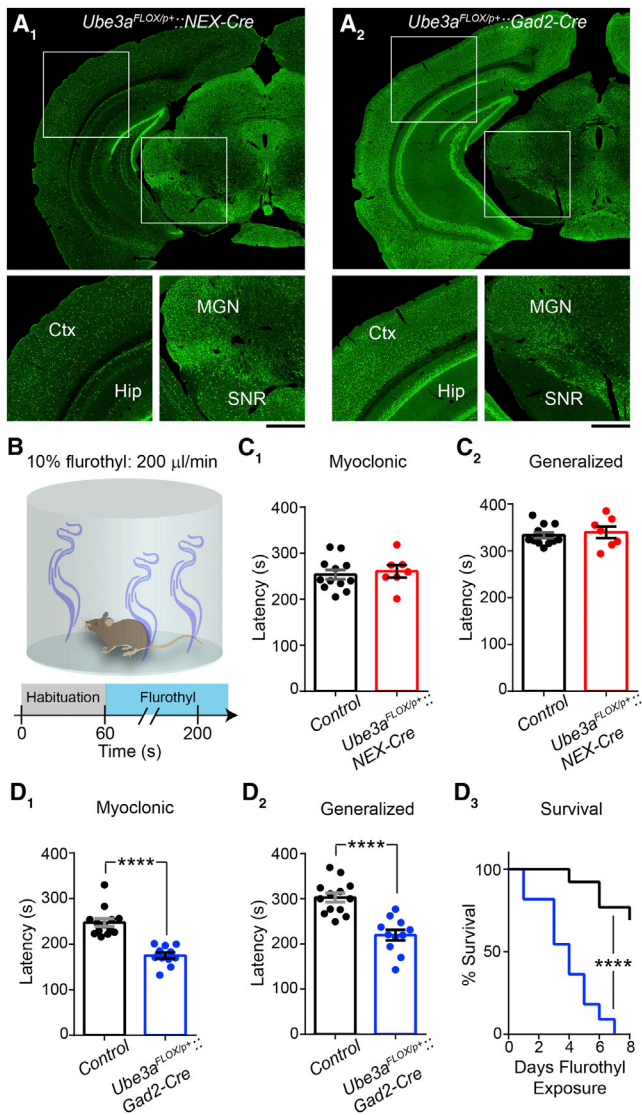 A1
Ube3aFLOX/p+::NEX-Cre
A2
Ube3aFLOX/p+::Gad2-Cre
Ctx
Hip
MGN
SNR
Ctx
Hip
MGN
SNR
B
10% flurothyl: 200 µl/min
Habituation
Flurothyl
0
60
200
Time (s)
C1
Myoclonic
Latency (s)
400
300
200
100
0
Control
Ube3aFLOX/p+::
NEX-Cre
C2
Generalized
Latency (s)
400
300
200
100
0
Control
Ube3aFLOX/p+::
NEX-Cre
D1
Myoclonic
****
Latency (s)
400
300
200
100
0
Control
Ube3aFLOX/p+::
Gad2-Cre
D2
Generalized
****
Latency (s)
400
300
200
100
0
Control
Ube3aFLOX/p+::
Gad2-Cre
D3
Survival
% Survival
100
50
0
****
0 2 4 6 8
Days Flurothyl
Exposure